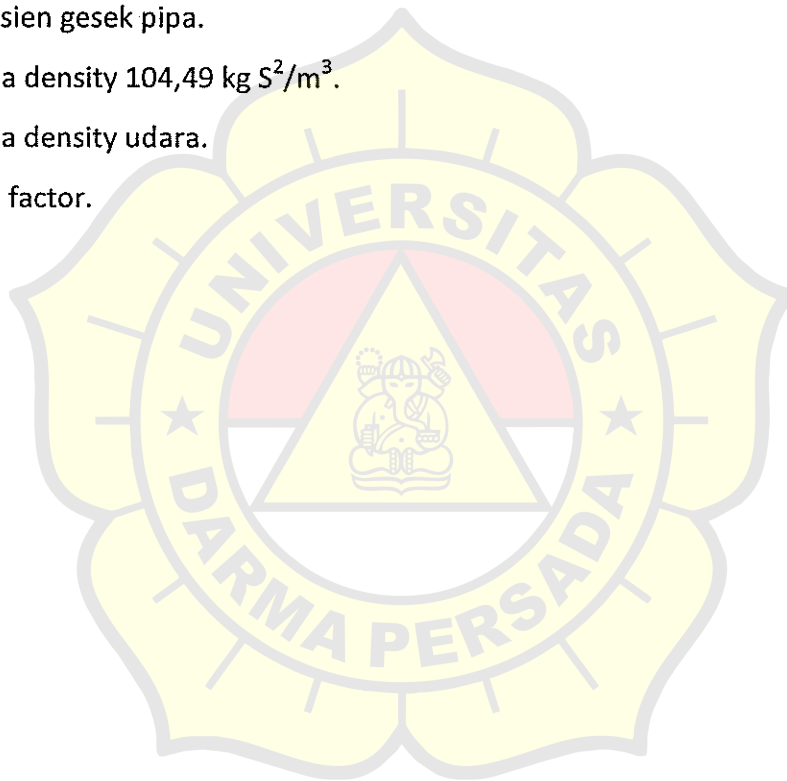 sien gesek pipa.
a density 104,49 kg S²/m³.
a density udara.
factor.
UNIVERSITAS
DARMA PERSADA